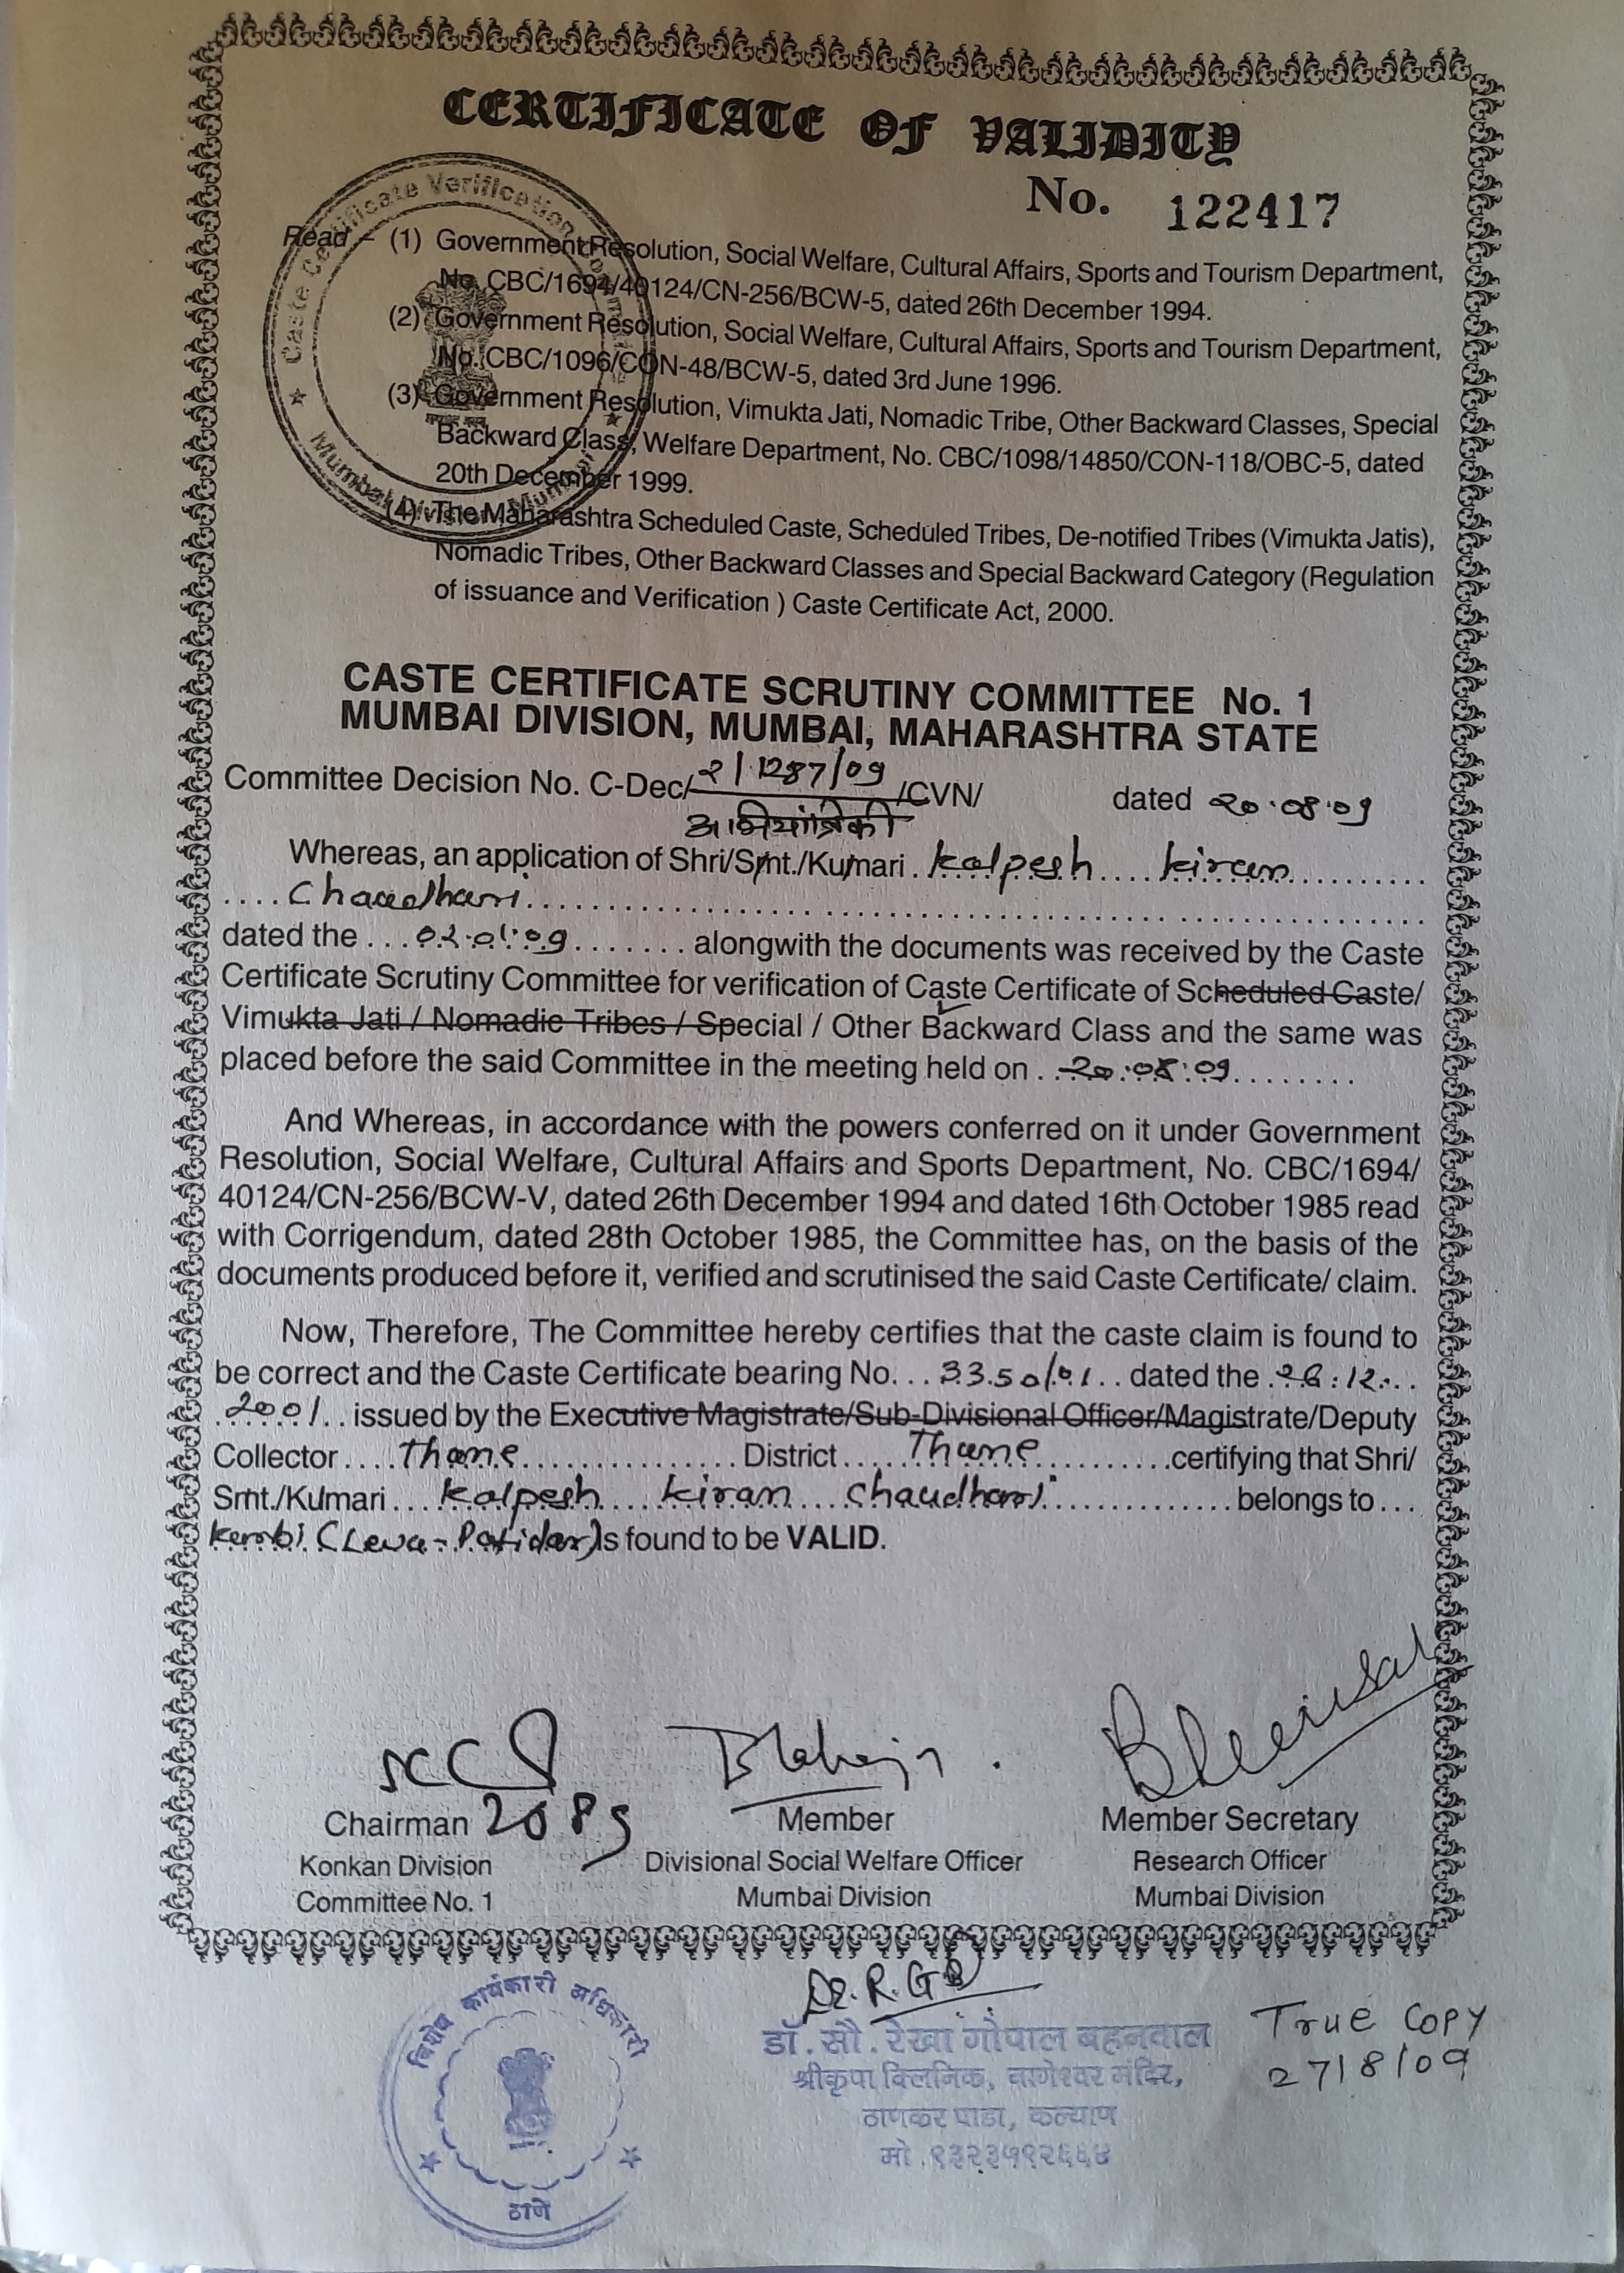 CERTIFICATE OF VALIDITY
No. 122417
Caste Certificate Verification
Mumbai Division, Mumbai
Read – (1) Government Resolution, Social Welfare, Cultural Affairs, Sports and Tourism Department,
No. CBC/1694/40124/CN-256/BCW-5, dated 26th December 1994.
(2) Government Resolution, Social Welfare, Cultural Affairs, Sports and Tourism Department,
No. CBC/1096/CON-48/BCW-5, dated 3rd June 1996.
(3) Government Resolution, Vimukta Jati, Nomadic Tribe, Other Backward Classes, Special
Backward Class, Welfare Department, No. CBC/1098/14850/CON-118/OBC-5, dated
20th December 1999.
(4) The Maharashtra Scheduled Caste, Scheduled Tribes, De-notified Tribes (Vimukta Jatis),
Nomadic Tribes, Other Backward Classes and Special Backward Category (Regulation
of issuance and Verification ) Caste Certificate Act, 2000.
CASTE CERTIFICATE SCRUTINY COMMITTEE No. 1
MUMBAI DIVISION, MUMBAI, MAHARASHTRA STATE
Committee Decision No. C-Dec/ २/1287/09 /CVN/ dated 20.08.09
अभियांत्रिकी
Whereas, an application of Shri/Smt./Kumari . Kalpesh .... Kiran
.... Chaudhari
dated the ... 02.01.09 ....... alongwith the documents was received by the Caste
Certificate Scrutiny Committee for verification of Caste Certificate of Scheduled Caste/
Vimukta Jati / Nomadic Tribes / Special / Other Backward Class and the same was
placed before the said Committee in the meeting held on .. 20.08.09
And Whereas, in accordance with the powers conferred on it under Government
Resolution, Social Welfare, Cultural Affairs and Sports Department, No. CBC/1694/
40124/CN-256/BCW-V, dated 26th December 1994 and dated 16th October 1985 read
with Corrigendum, dated 28th October 1985, the Committee has, on the basis of the
documents produced before it, verified and scrutinised the said Caste Certificate/ claim.
Now, Therefore, The Committee hereby certifies that the caste claim is found to
be correct and the Caste Certificate bearing No. .. 3350/01 .. dated the . 26.12.
2001 .. issued by the Executive Magistrate/Sub-Divisional Officer/Magistrate/Deputy
Collector .... Thane ............... District .... Thane ........... certifying that Shri/
Smt./Kumari ... Kalpesh .... Kiran .... Chaudhari .............. belongs to ...
Kunbi (Leva-Patidar) is found to be VALID.
Chairman
Member
Member Secretary
Konkan Division
Divisional Social Welfare Officer
Research Officer
Committee No. 1
Mumbai Division
Mumbai Division
विशेष कार्यकारी अधिकारी
ठाणे
Dr. R.G.B
डॉ. सौ. रेखा गोपाल बहनवाल
श्रीकृपा क्लिनिक, नागेश्वर मंदिर,
ठाणकर पाडा, कल्याण
मो. ९३२३५९२६६४
True Copy
27/8/09